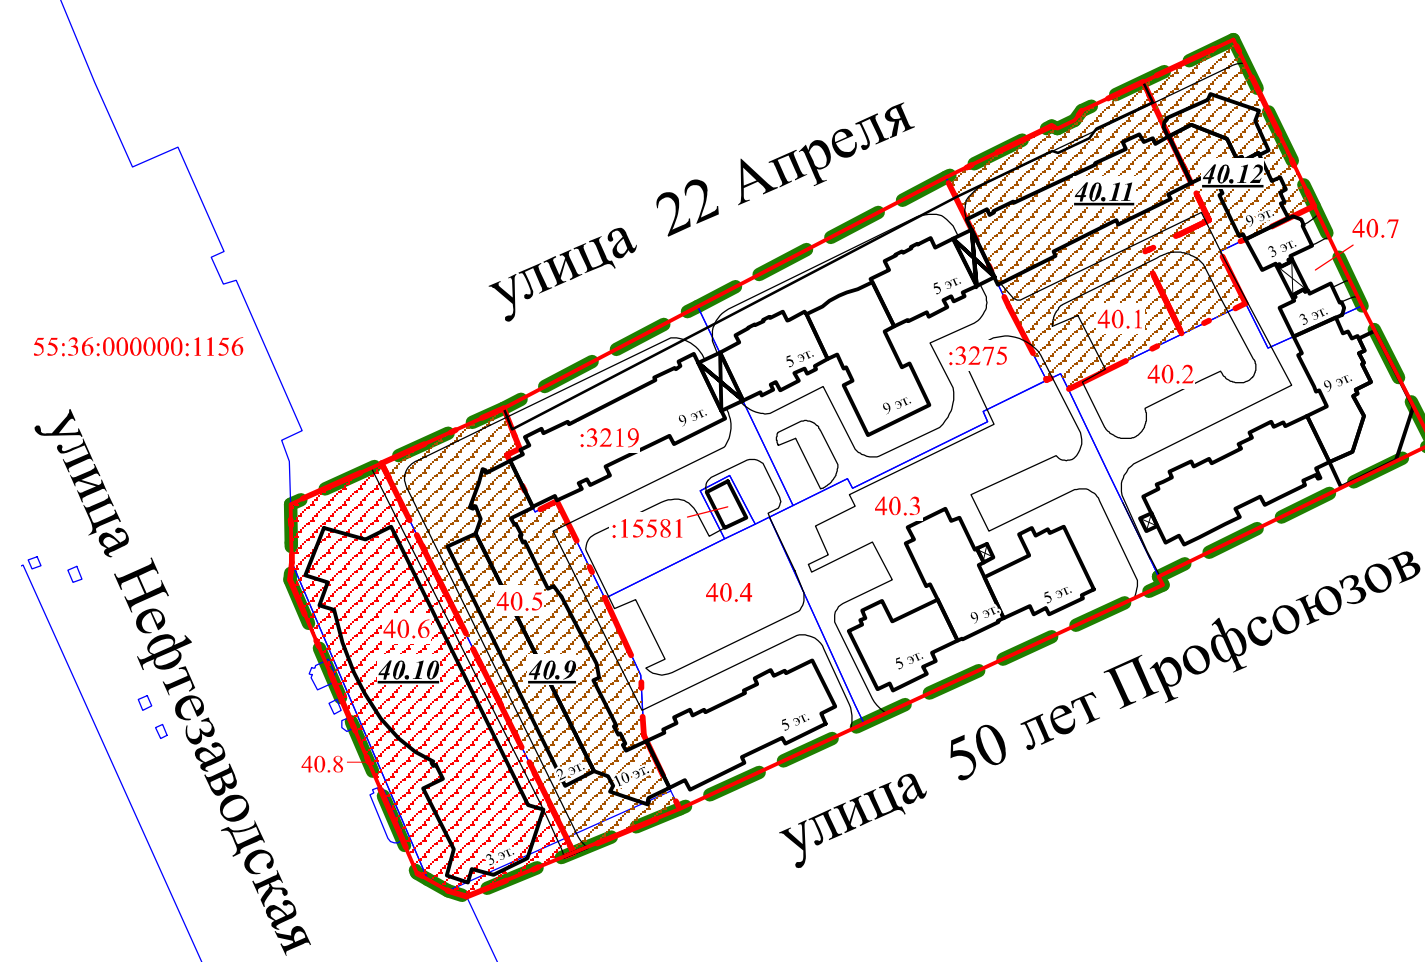 улица 22 Апреля
40.12
40.11
9 эт.
40.7
3 эт.
5 эт.
3 эт.
40.1
55:36:000000:1156
5 эт.
:3275
40.2
9 эт.
9 эт.
9 эт.
:3219
40.3
:15581
улица Нефтезаводская
40.4
40.5
9 эт.
5 эт.
40.6
40.10
40.9
5 эт.
5 эт.
40.8
2 эт.
10 эт.
3 эт.
улица 50 лет Профсоюзов